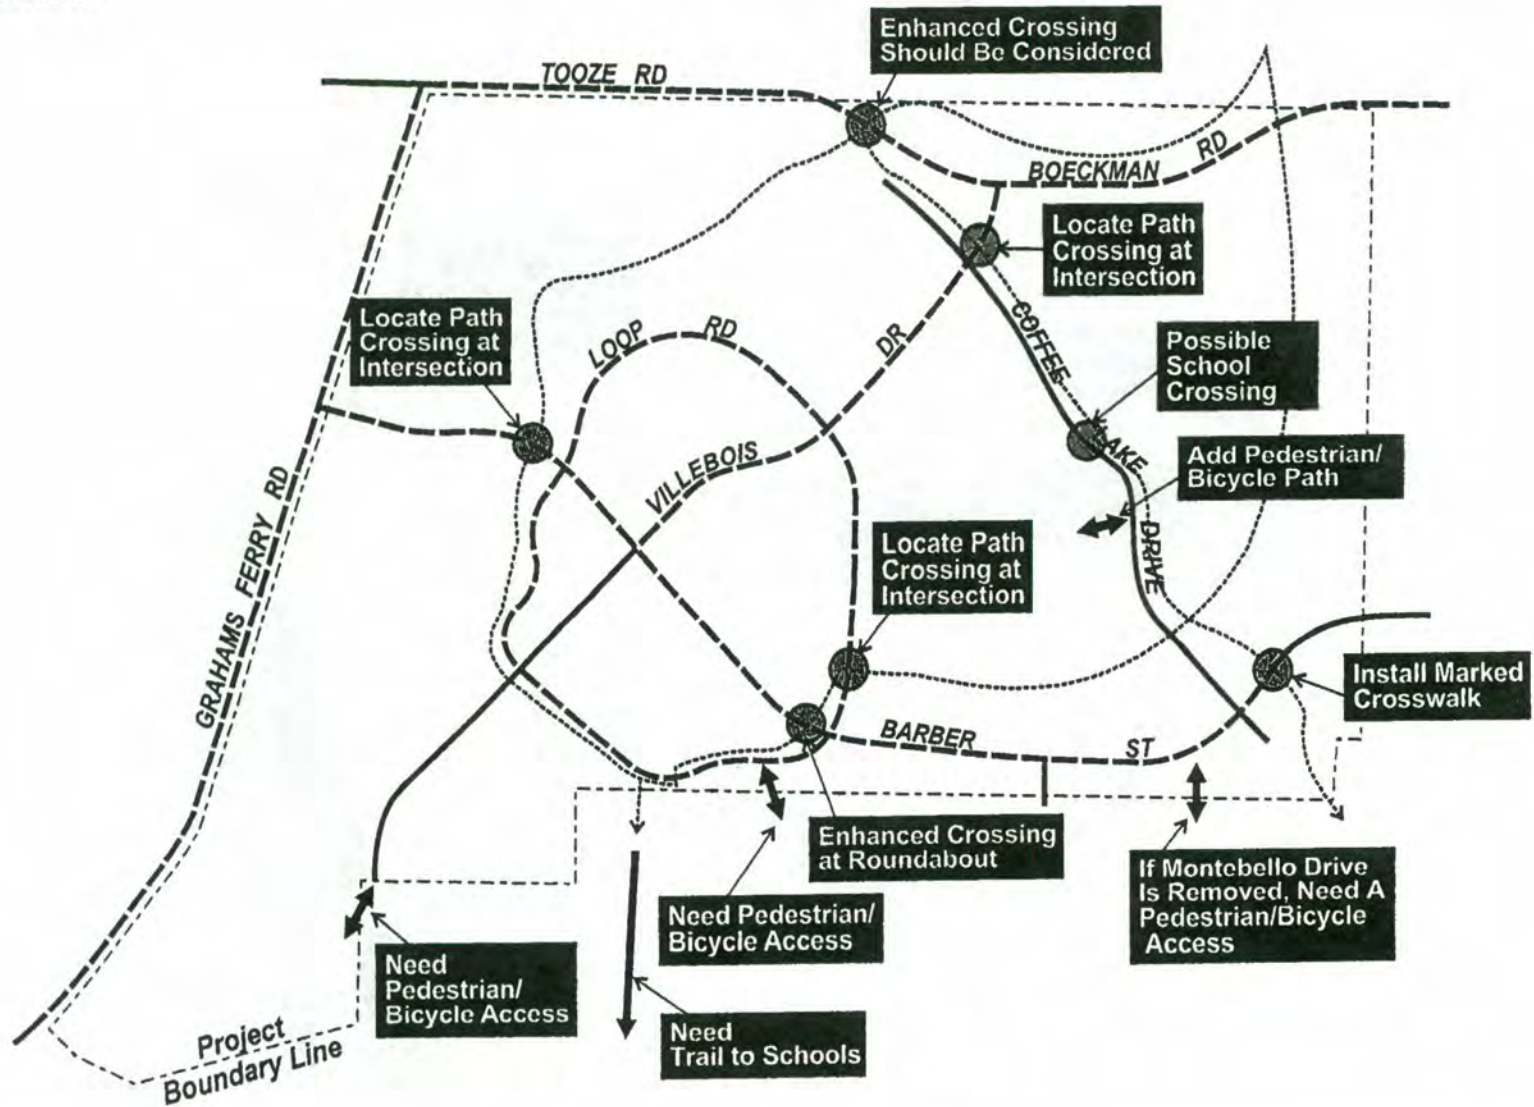 Enhanced Crossing
Should Be Considered
TOOZE RD
BOECKMAN RD
Locate Path
Crossing at
Intersection
Locate Path
Crossing at
Intersection
LOOP RD
DR
COFFEE
Possible
School
Crossing
LAKE
Add Pedestrian/
Bicycle Path
VILLEBOIS
GRAHAMS FERRY RD
Locate Path
Crossing at
Intersection
DRIVE
Install Marked
Crosswalk
BARBER ST
Enhanced Crossing
at Roundabout
If Montebello Drive
Is Removed, Need A
Pedestrian/Bicycle
Access
Need Pedestrian/
Bicycle Access
Need
Pedestrian/
Bicycle Access
Need
Trail to Schools
Project
Boundary Line